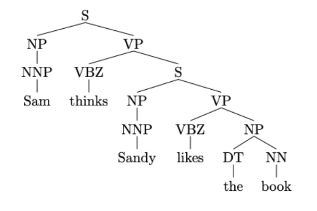 S
NP VP
NNP VBZ S
Sam thinks NP VP
NNP VBZ NP
Sandy likes DT NN
the book